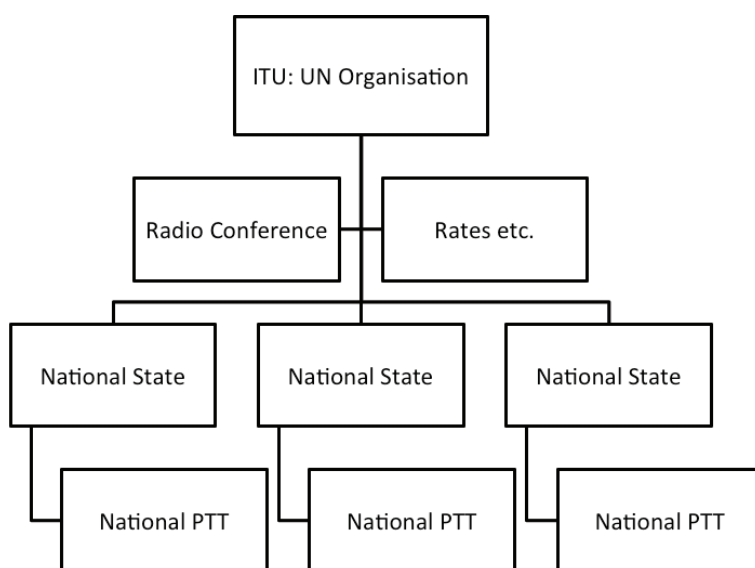 ITU: UN Organisation
Radio Conference
Rates etc.
National State
National State
National State
National PTT
National PTT
National PTT